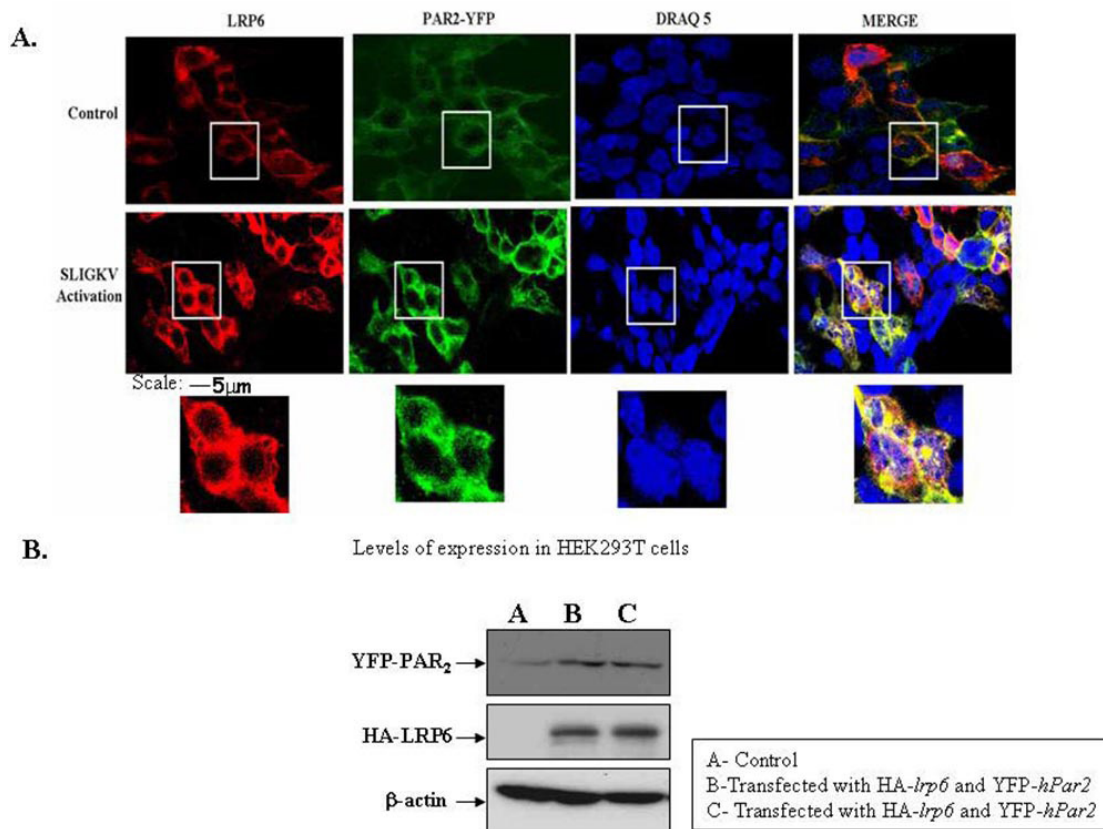 A.
LRP6 PAR2-YFP DRAQ 5 MERGE
Control
SLIGKV
Activation
Scale: —5μm
B.
Levels of expression in HEK293T cells
A B C
YFP-PAR₂
HA-LRP6
β-actin
A- Control
B-Transfected with HA-lrp6 and YFP-hPar2
C- Transfected with HA-lrp6 and YFP-hPar2